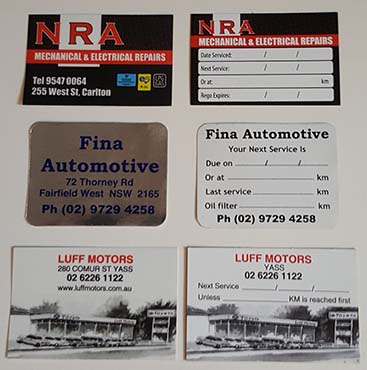 NRA
MECHANICAL & ELECTRICAL REPAIRS
Tel 9547 0064
255 West St, Carlton
NRA
MECHANICAL & ELECTRICAL REPAIRS
Date Serviced: / /
Next Service: / /
Or at: km
Rego Expires: / /
Fina
Automotive
72 Thorney Rd
Fairfield West NSW 2165
Ph (02) 9729 4258
Fina Automotive
Your Next Service Is
Due on / /
Or at km
Last service km
Oil filter km
Ph (02) 9729 4258
LUFF MOTORS
280 COMUR ST YASS
02 6226 1122
www.luffmotors.com.au
LUFF MOTORS
YASS
02 6226 1122
Next Service / /
Unless KM is reached first